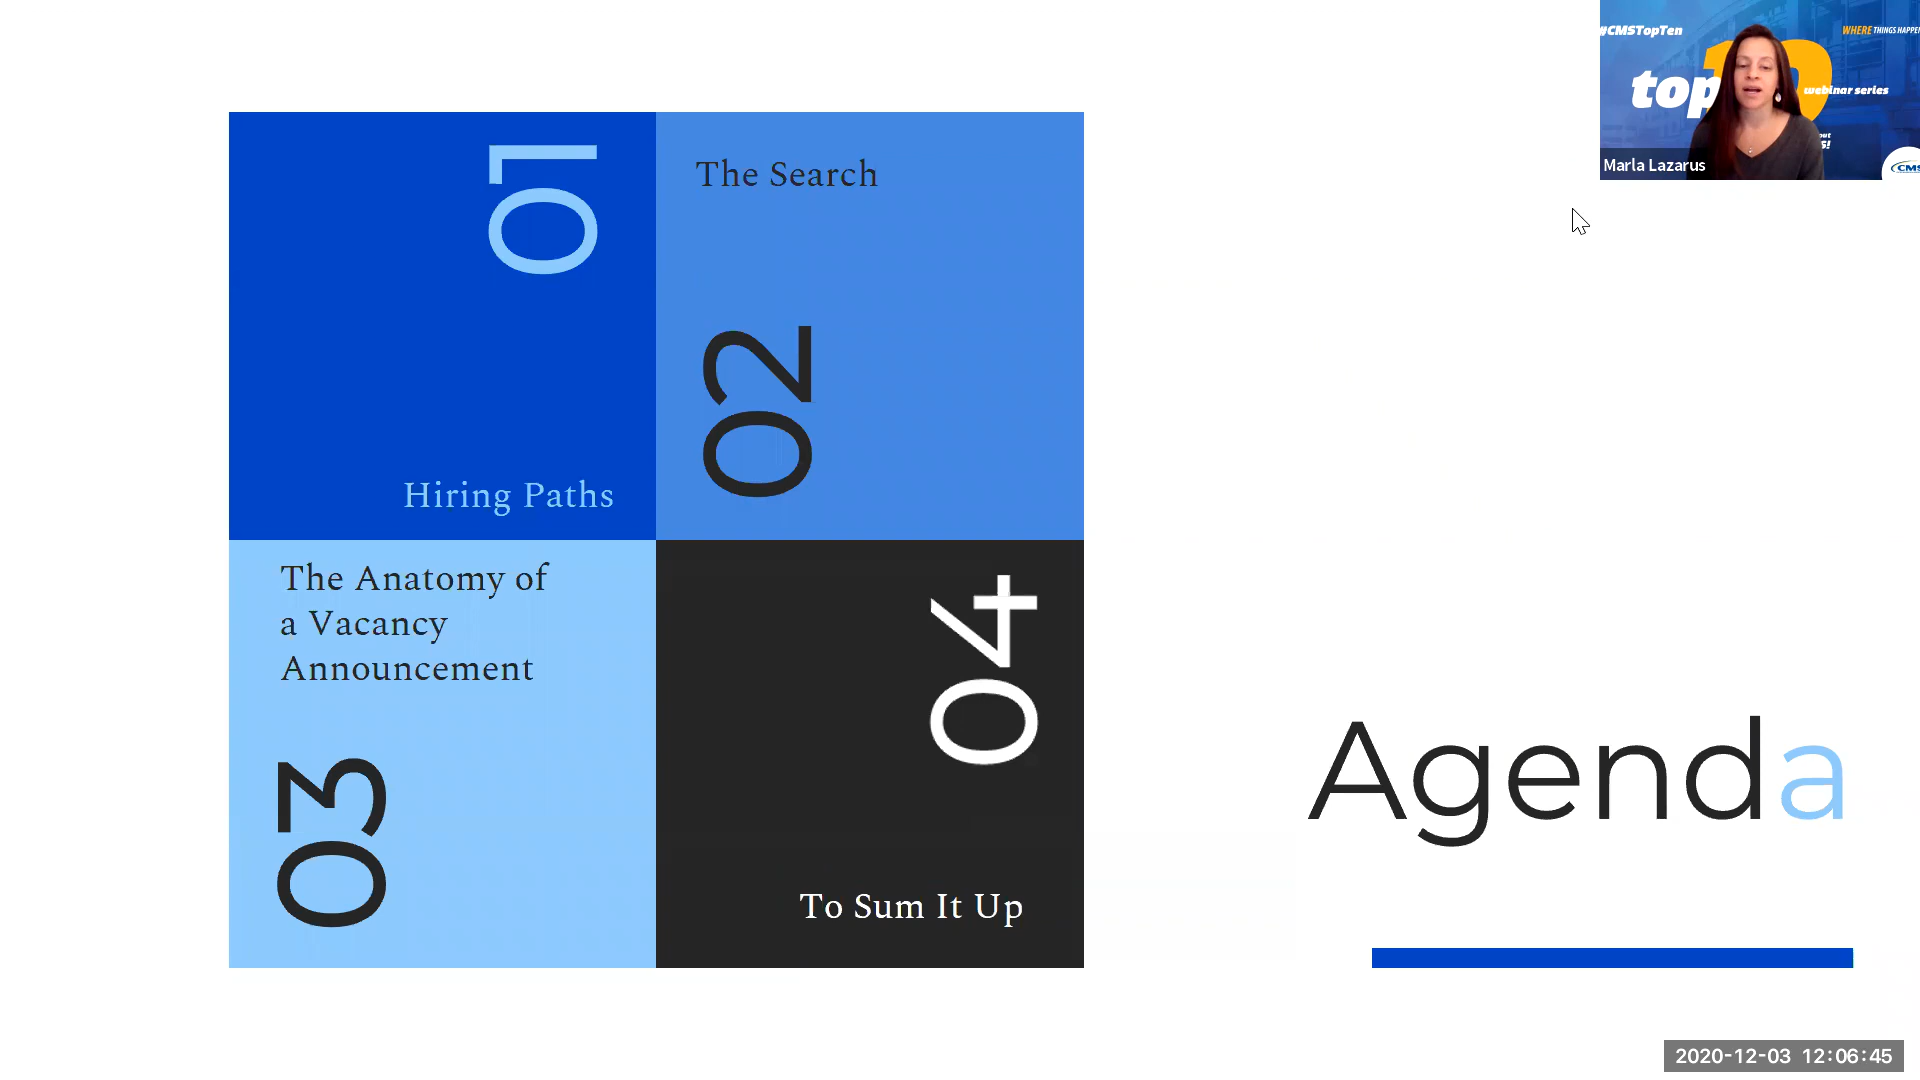 01
Hiring Paths
The Search
02
The Anatomy of
a Vacancy
Announcement
03
04
To Sum It Up
Agenda
#CMSTopTen
WHERE THINGS HAPPEN
top 10
webinar series
Marla Lazarus
CMS
2020-12-03 12:06:45